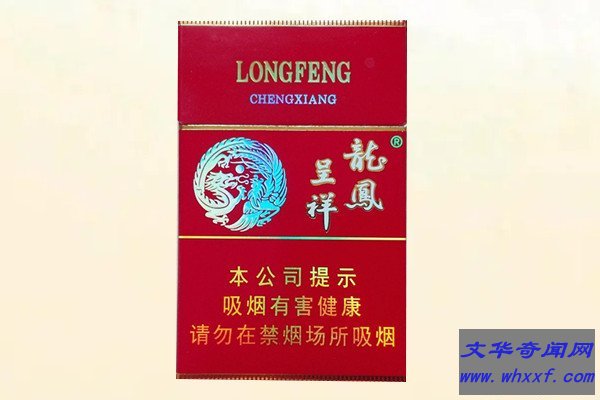 LONGFENG
CHENGXIANG
龍鳳
呈祥
®
本公司提示
吸烟有害健康
请勿在禁烟场所吸烟
文华奇闻网
www.whxxf.com